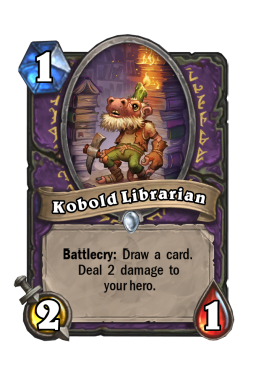 1
Kobold Librarian
Battlecry: Draw a card.
Deal 2 damage to
your hero.
2
1